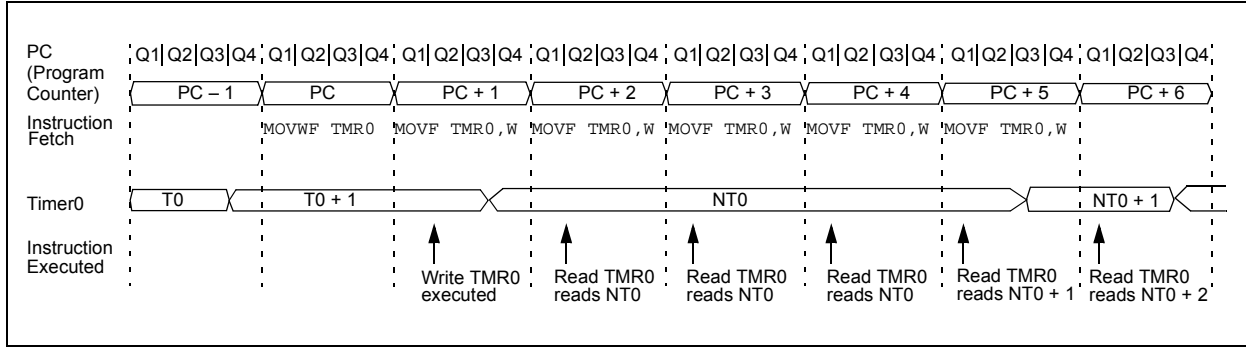 PC
(Program
Counter)
Q1 Q2 Q3 Q4 Q1 Q2 Q3 Q4 Q1 Q2 Q3 Q4 Q1 Q2 Q3 Q4 Q1 Q2 Q3 Q4 Q1 Q2 Q3 Q4 Q1 Q2 Q3 Q4 Q1 Q2 Q3 Q4
PC – 1 PC PC + 1 PC + 2 PC + 3 PC + 4 PC + 5 PC + 6
Instruction
Fetch
MOVWF TMR0 MOVF TMR0,W MOVF TMR0,W MOVF TMR0,W MOVF TMR0,W MOVF TMR0,W
Timer0
T0 T0 + 1 NT0 NT0 + 1
Instruction
Executed
Write TMR0
executed
Read TMR0
reads NT0
Read TMR0
reads NT0
Read TMR0
reads NT0
Read TMR0
reads NT0 + 1
Read TMR0
reads NT0 + 2